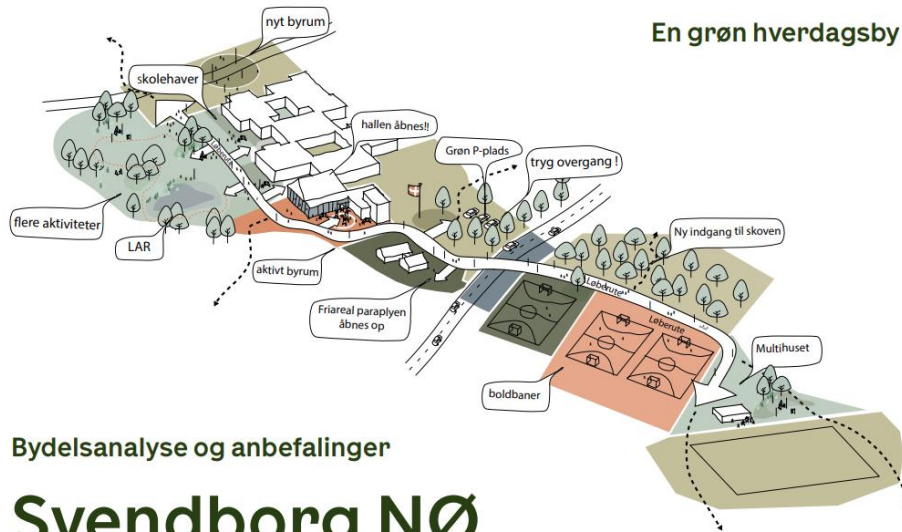 nyt byrum
En grøn hverdagsby
skolehaver
hallen åbnes!!
Grøn P-plads
tryg overgang !
Løberute
flere aktiviteter
LAR
Ny indgang til skoven
aktivt byrum
Løberute
Friareal paraplyen
åbnes op
Løberute
Multihuset
boldbaner
Bydelsanalyse og anbefalinger
Svendborg NØ